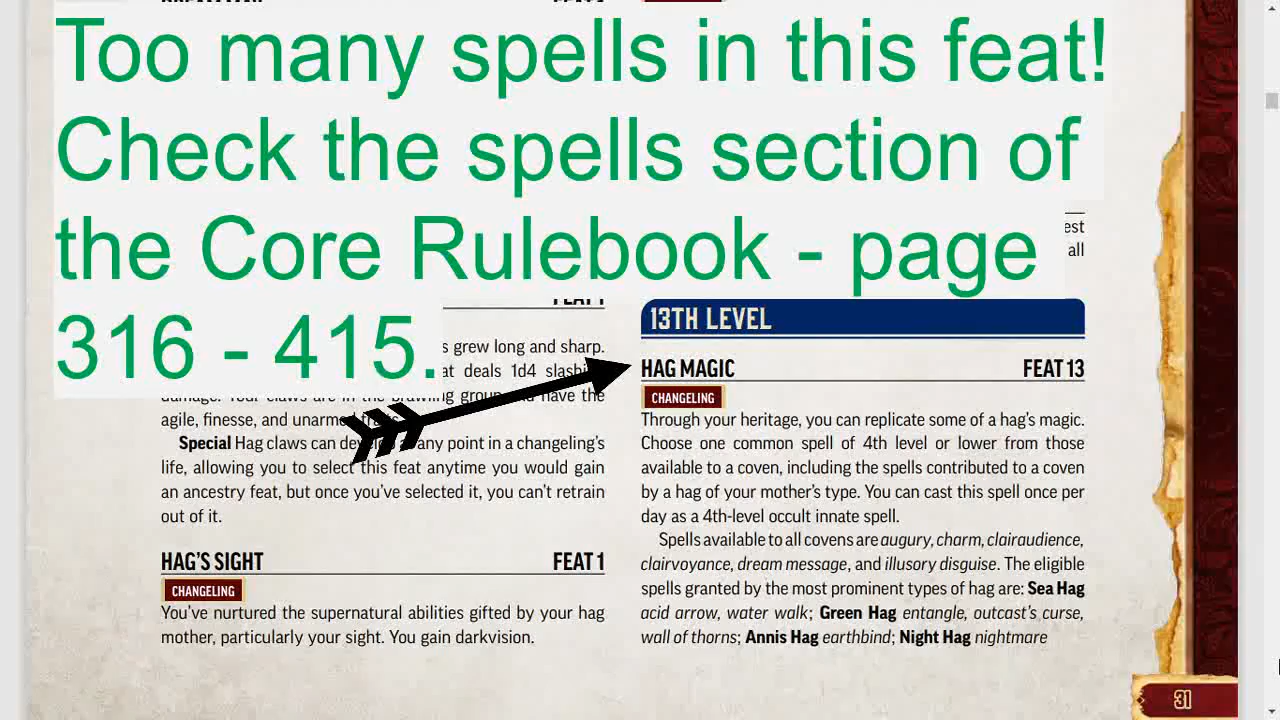 Too many spells in this feat!
Check the spells section of
the Core Rulebook - page
316 - 415.
est
all
s grew long and sharp.
at deals 1d4
have the
agile, finesse, and
Special Hag claws can any point in a changeling's
life, allowing you to select this feat anytime you would gain
an ancestry feat, but once you've selected it, you can't retrain
out of it.
HAG'S SIGHT FEAT 1
CHANGELING
You've nurtured the supernatural abilities gifted by your hag
mother, particularly your sight. You gain darkvision.
13TH LEVEL
HAG MAGIC FEAT 13
CHANGELING
Through your heritage, you can replicate some of a hag's magic.
Choose one common spell of 4th level or lower from those
available to a coven, including the spells contributed to a coven
by a hag of your mother's type. You can cast this spell once per
day as a 4th-level occult innate spell.
Spells available to all covens are augury, charm, clairaudience,
clairvoyance, dream message, and illusory disguise. The eligible
spells granted by the most prominent types of hag are: Sea Hag
acid arrow, water walk; Green Hag entangle, outcast's curse,
wall of thorns; Annis Hag earthbind; Night Hag nightmare
31